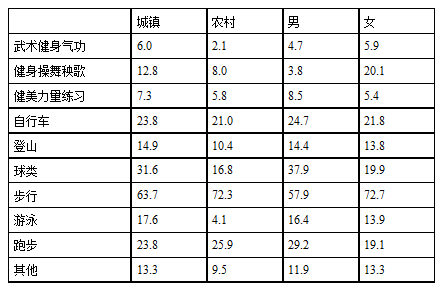 城镇 农村 男 女
武术健身气功 6.0 2.1 4.7 5.9
健身操舞秧歌 12.8 8.0 3.8 20.1
健美力量练习 7.3 5.8 8.5 5.4
自行车 23.8 21.0 24.7 21.8
登山 14.9 10.4 14.4 13.8
球类 31.6 16.8 37.9 19.9
步行 63.7 72.3 57.9 72.7
游泳 17.6 4.1 16.4 13.9
跑步 23.8 25.9 29.2 19.1
其他 13.3 9.5 11.9 13.3